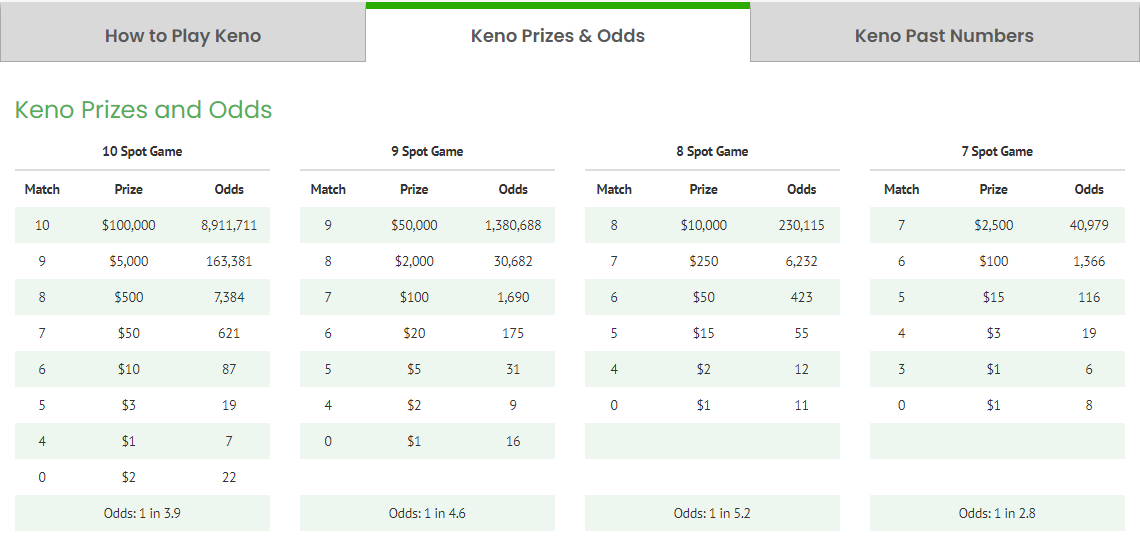 How to Play Keno Keno Prizes & Odds Keno Past Numbers
Keno Prizes and Odds
10 Spot Game 9 Spot Game 8 Spot Game 7 Spot Game
Match Prize Odds Match Prize Odds Match Prize Odds Match Prize Odds
10 $100,000 8,911,711 9 $50,000 1,380,688 8 $10,000 230,115 7 $2,500 40,979
9 $5,000 163,381 8 $2,000 30,682 7 $250 6,232 6 $100 1,366
8 $500 7,384 7 $100 1,690 6 $50 423 5 $15 116
7 $50 621 6 $20 175 5 $15 55 4 $3 19
6 $10 87 5 $5 31 4 $2 12 3 $1 6
5 $3 19 4 $2 9 0 $1 11 0 $1 8
4 $1 7 0 $1 16
0 $2 22
Odds: 1 in 3.9 Odds: 1 in 4.6 Odds: 1 in 5.2 Odds: 1 in 2.8